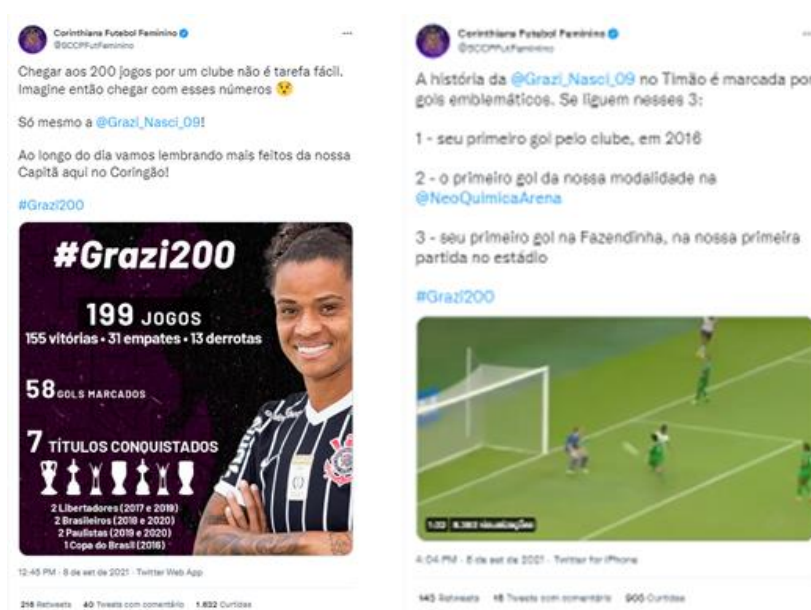 Corinthians Futebol Feminino
@SCCPFutFeminino
Chegar aos 200 jogos por um clube não é tarefa fácil.
Imagine então chegar com esses números 😯
Só mesmo a @Grazi_Nasci_09!
Ao longo do dia vamos lembrando mais feitos da nossa
Capitã aqui no Coringão!
#Grazi200
#Grazi200
199 JOGOS
155 vitórias • 31 empates • 13 derrotas
58 GOLS MARCADOS
7 TÍTULOS CONQUISTADOS
2 Libertadores (2017 e 2019)
2 Brasileiros (2018 e 2020)
2 Paulistas (2019 e 2020)
1 Copa do Brasil (2016)
12:45 PM · 8 de set de 2021 · Twitter Web App
216 Retweets 40 Tweets com comentário 1.832 Curtidas
Corinthians Futebol Feminino
@SCCPFutFeminino
A história da @Grazi_Nasci_09 no Timão é marcada por
gols emblemáticos. Se liguem nesses 3:
1 - seu primeiro gol pelo clube, em 2016
2 - o primeiro gol da nossa modalidade na
@NeoQuimicaArena
3 - seu primeiro gol na Fazendinha, na nossa primeira
partida no estádio
#Grazi200
visualizações
4:04 PM · 8 de set de 2021 · Twitter for iPhone
Retweets Tweets com comentário Curtidas